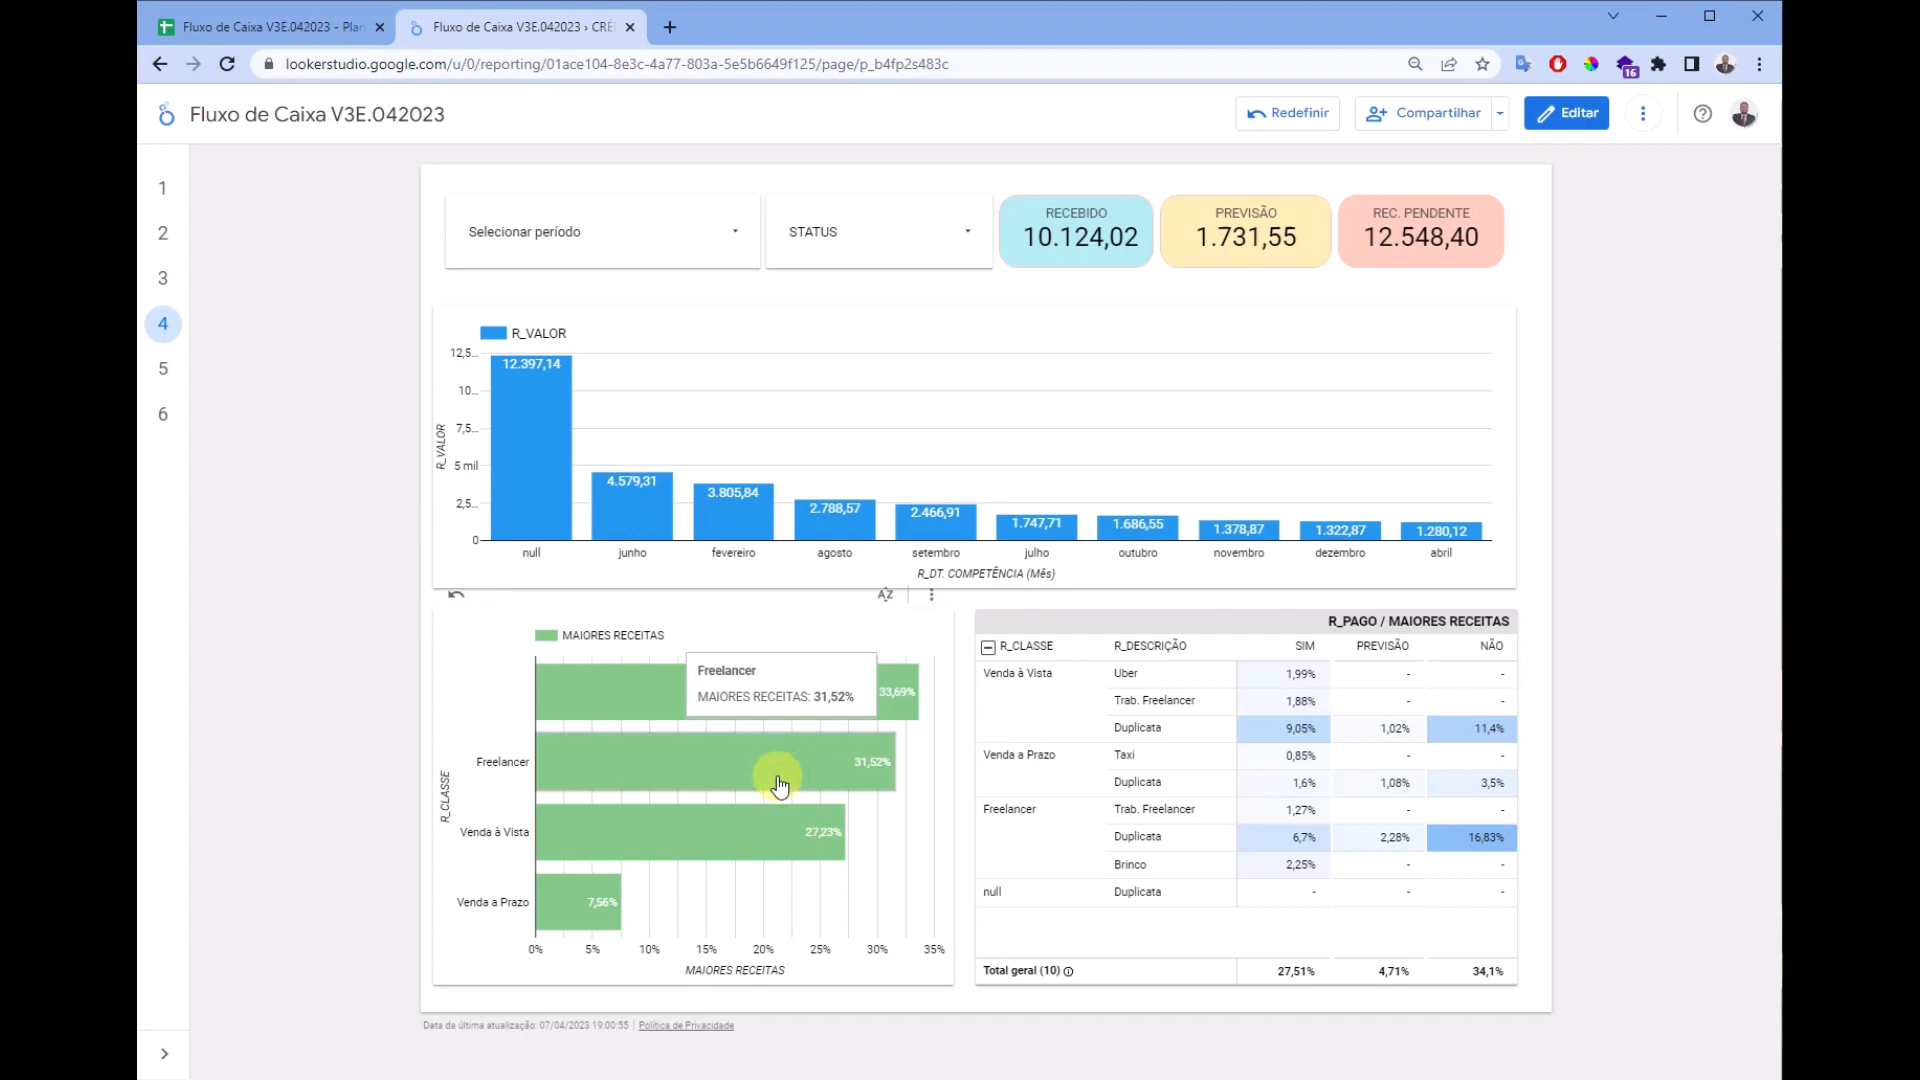 Fluxo de Caixa V3E.042023 - Plan
Fluxo de Caixa V3E.042023 › CRÉ
lookerstudio.google.com/u/0/reporting/01ace104-8e3c-4a77-803a-5e5b6649f125/page/p_b4fp2s483c
16
Fluxo de Caixa V3E.042023
Redefinir
Compartilhar
Editar
1
2
3
4
5
6
Selecionar período
STATUS
RECEBIDO
10.124,02
PREVISÃO
1.731,55
REC. PENDENTE
12.548,40
R_VALOR
12,5...
10...
7,5...
5 mil
2,5...
0
R_VALOR
12.397,14
4.579,31
3.805,84
2.788,57
2.466,91
1.747,71
1.686,55
1.378,87
1.322,87
1.280,12
null junho fevereiro agosto setembro julho outubro novembro dezembro abril
R_DT. COMPETÊNCIA (Mês)
AZ
MAIORES RECEITAS
Freelancer
MAIORES RECEITAS: 31,52%
33,69%
Freelancer 31,52%
Venda à Vista 27,23%
Venda a Prazo 7,56%
R_CLASSE
0% 5% 10% 15% 20% 25% 30% 35%
MAIORES RECEITAS
R_PAGO / MAIORES RECEITAS
R_CLASSE R_DESCRIÇÃO SIM PREVISÃO NÃO
Venda à Vista Uber 1,99% - -
Trab. Freelancer 1,88% - -
Duplicata 9,05% 1,02% 11,4%
Venda a Prazo Taxi 0,85% - -
Duplicata 1,6% 1,08% 3,5%
Freelancer Trab. Freelancer 1,27% - -
Duplicata 6,7% 2,28% 16,83%
Brinco 2,25% - -
null Duplicata - - -
Total geral (10) 27,51% 4,71% 34,1%
Data da última atualização: 07/04/2023 19:00:55 | Política de Privacidade